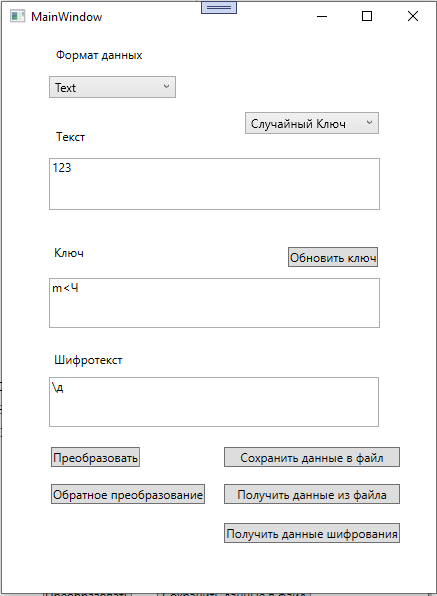 MainWindow
Формат данных
Text
Случайный Ключ
Текст
123
Ключ
Обновить ключ
m<Ч
Шифротекст
\д
Преобразовать
Сохранить данные в файл
Обратное преобразование
Получить данные из файла
Получить данные шифрования